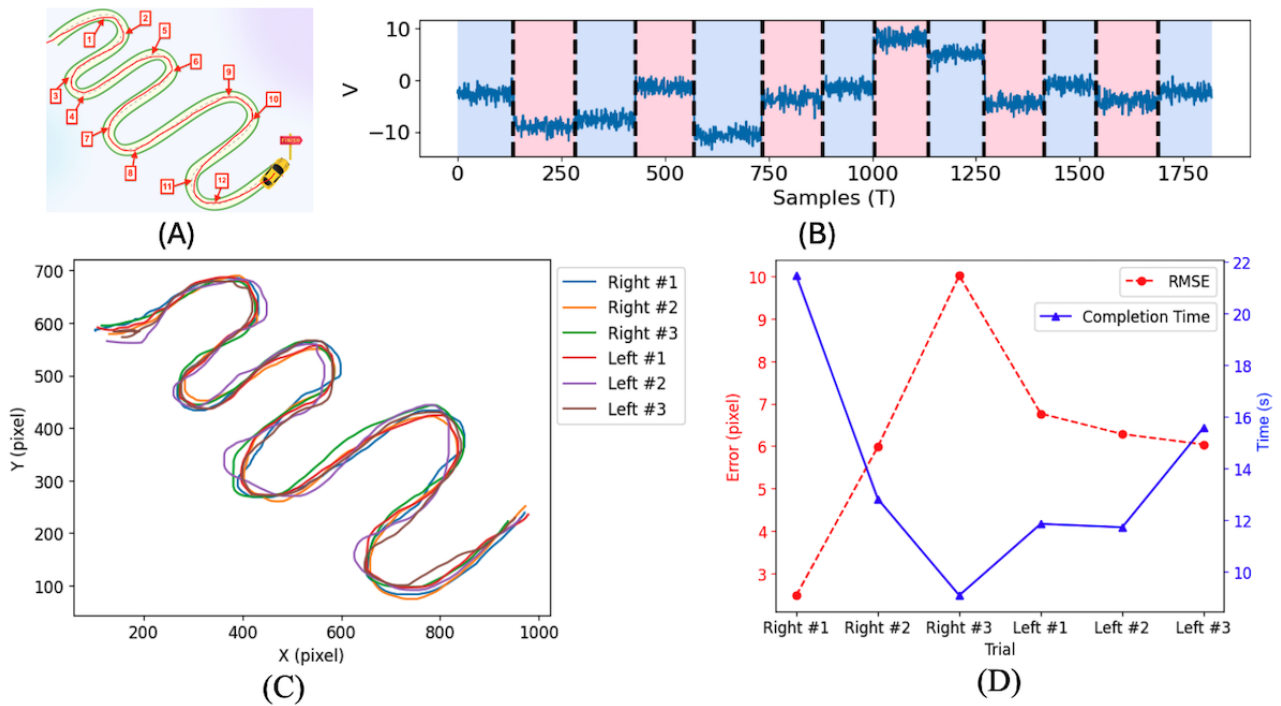 1
2
3
4
5
6
7
8
9
10
11
12
(A)
V
10
0
−10
0
250
500
750
1000
1250
1500
1750
Samples (T)
(B)
Y (pixel)
700
600
500
400
300
200
100
200
400
600
800
1000
X (pixel)
Right #1
Right #2
Right #3
Left #1
Left #2
Left #3
(C)
Error (pixel)
10
9
8
7
6
5
4
3
RMSE
Completion Time
22
20
18
16
14
12
10
Time (s)
Right #1 Right #2 Right #3 Left #1 Left #2 Left #3
Trial
(D)